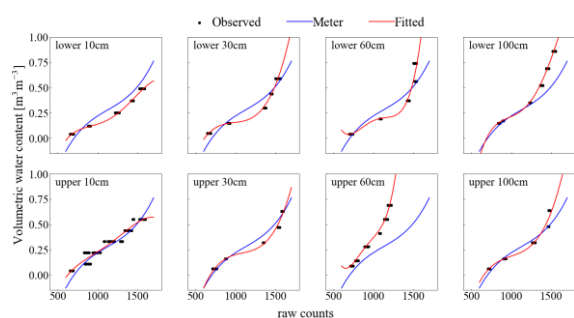 Observed Meter Fitted
lower 10cm lower 30cm lower 60cm lower 100cm
1.00 0.75 0.50 0.25 0.00
upper 10cm upper 30cm upper 60cm upper 100cm
1.00 0.75 0.50 0.25 0.00
500 1000 1500 500 1000 1500 500 1000 1500 500 1000 1500
Volumetric water content [m³ m⁻³]
raw counts